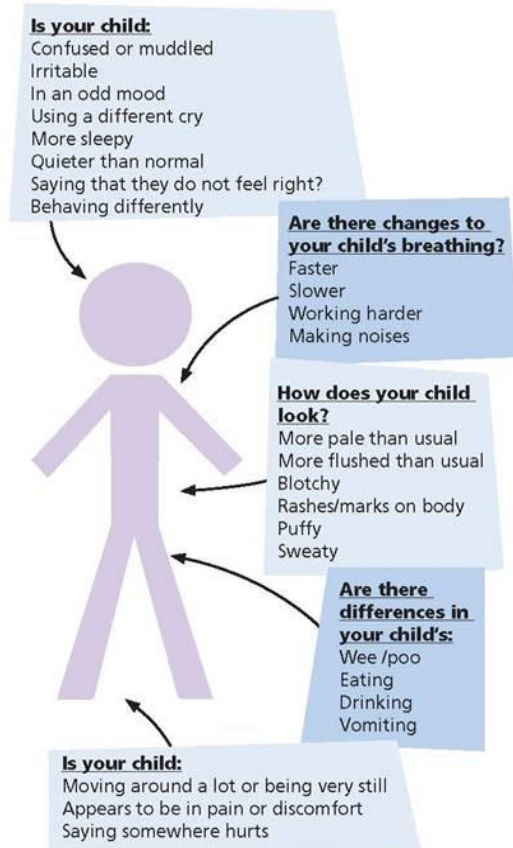 Is your child:
Confused or muddled
Irritable
In an odd mood
Using a different cry
More sleepy
Quieter than normal
Saying that they do not feel right?
Behaving differently
Are there changes to
your child's breathing?
Faster
Slower
Working harder
Making noises
How does your child
look?
More pale than usual
More flushed than usual
Blotchy
Rashes/marks on body
Puffy
Sweaty
Are there
differences in
your child's:
Wee /poo
Eating
Drinking
Vomiting
Is your child:
Moving around a lot or being very still
Appears to be in pain or discomfort
Saying somewhere hurts